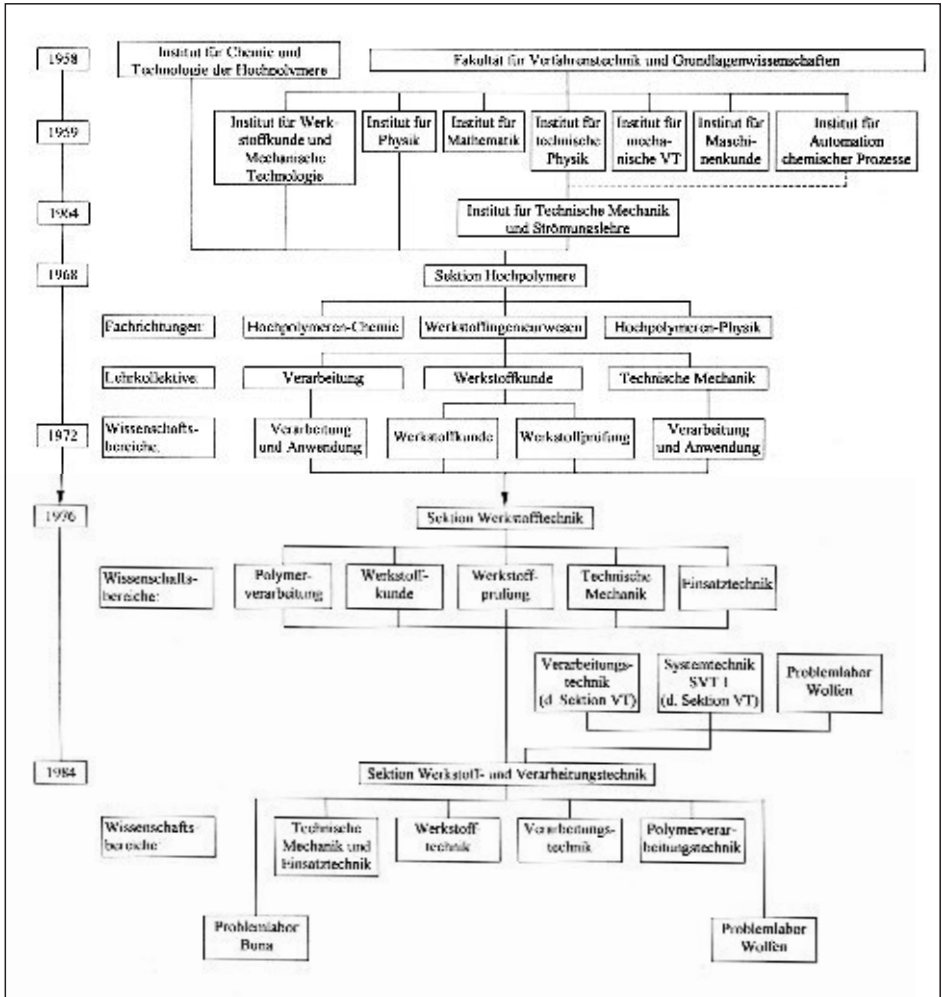 1958
Institut für Chemie und
Technologie der Hochpolymere
Fakultät für Verfahrenstechnik und Grundlagenwissenschaften
1959
Institut für Werk-
stoffkunde und
Mechanische
Technologie
Institut für
Physik
Institut für
Mathematik
Institut für
technische
Physik
Institut für
mecha-
nische VT
Institut für
Maschi-
nenkunde
Institut für
Automation
chemischer Prozesse
1964
Institut für Technische Mechanik
und Strömungslehre
1968
Sektion Hochpolymere
Fachrichtungen:
Hochpolymeren-Chemie
Werkstoffingenieurwesen
Hochpolymeren-Physik
Lehrkollektive:
Verarbeitung
Werkstoffkunde
Technische Mechanik
1972
Wissenschafts-
bereiche:
Verarbeitung
und Anwendung
Werkstoffkunde
Werkstoffprüfung
Verarbeitung
und Anwendung
1976
Sektion Werkstofftechnik
Wissenschafts-
bereiche:
Polymer-
verarbeitung
Werkstoff-
kunde
Werkstoff-
prüfung
Technische
Mechanik
Einsatztechnik
Verarbeitungs-
technik
(d. Sektion VT)
Systemtechnik
SVT I
(d. Sektion VT)
Problemlabor
Wolfen
1984
Sektion Werkstoff- und Verarbeitungstechnik
Wissenschafts-
bereiche:
Technische
Mechanik und
Einsatztechnik
Werkstoff-
technik
Verarbeitungs-
technik
Polymerverar-
beitungstechnik
Problemlabor
Buna
Problemlabor
Wolfen